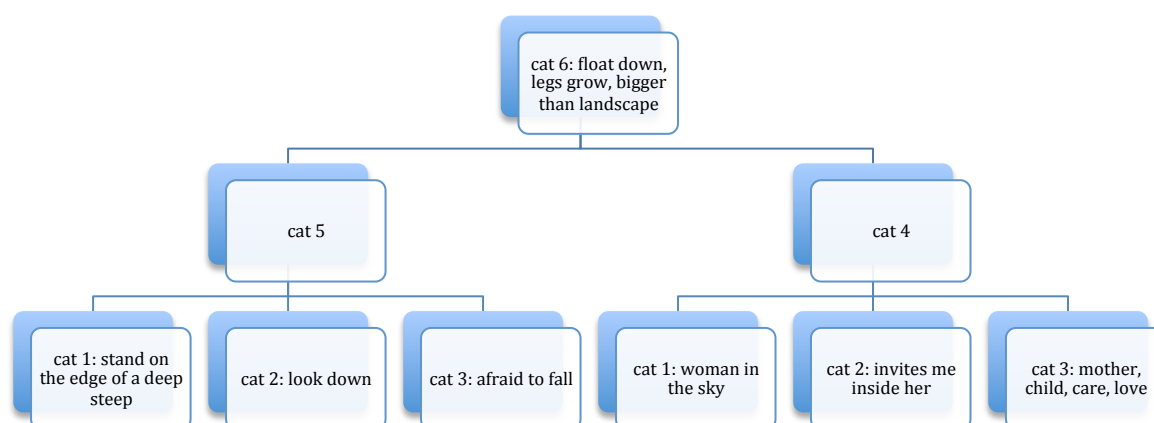 cat 6: float down,
legs grow, bigger
than landscape
cat 5
cat 4
cat 1: stand on
the edge of a deep
steep
cat 2: look down
cat 3: afraid to fall
cat 1: woman in
the sky
cat 2: invites me
inside her
cat 3: mother,
child, care, love